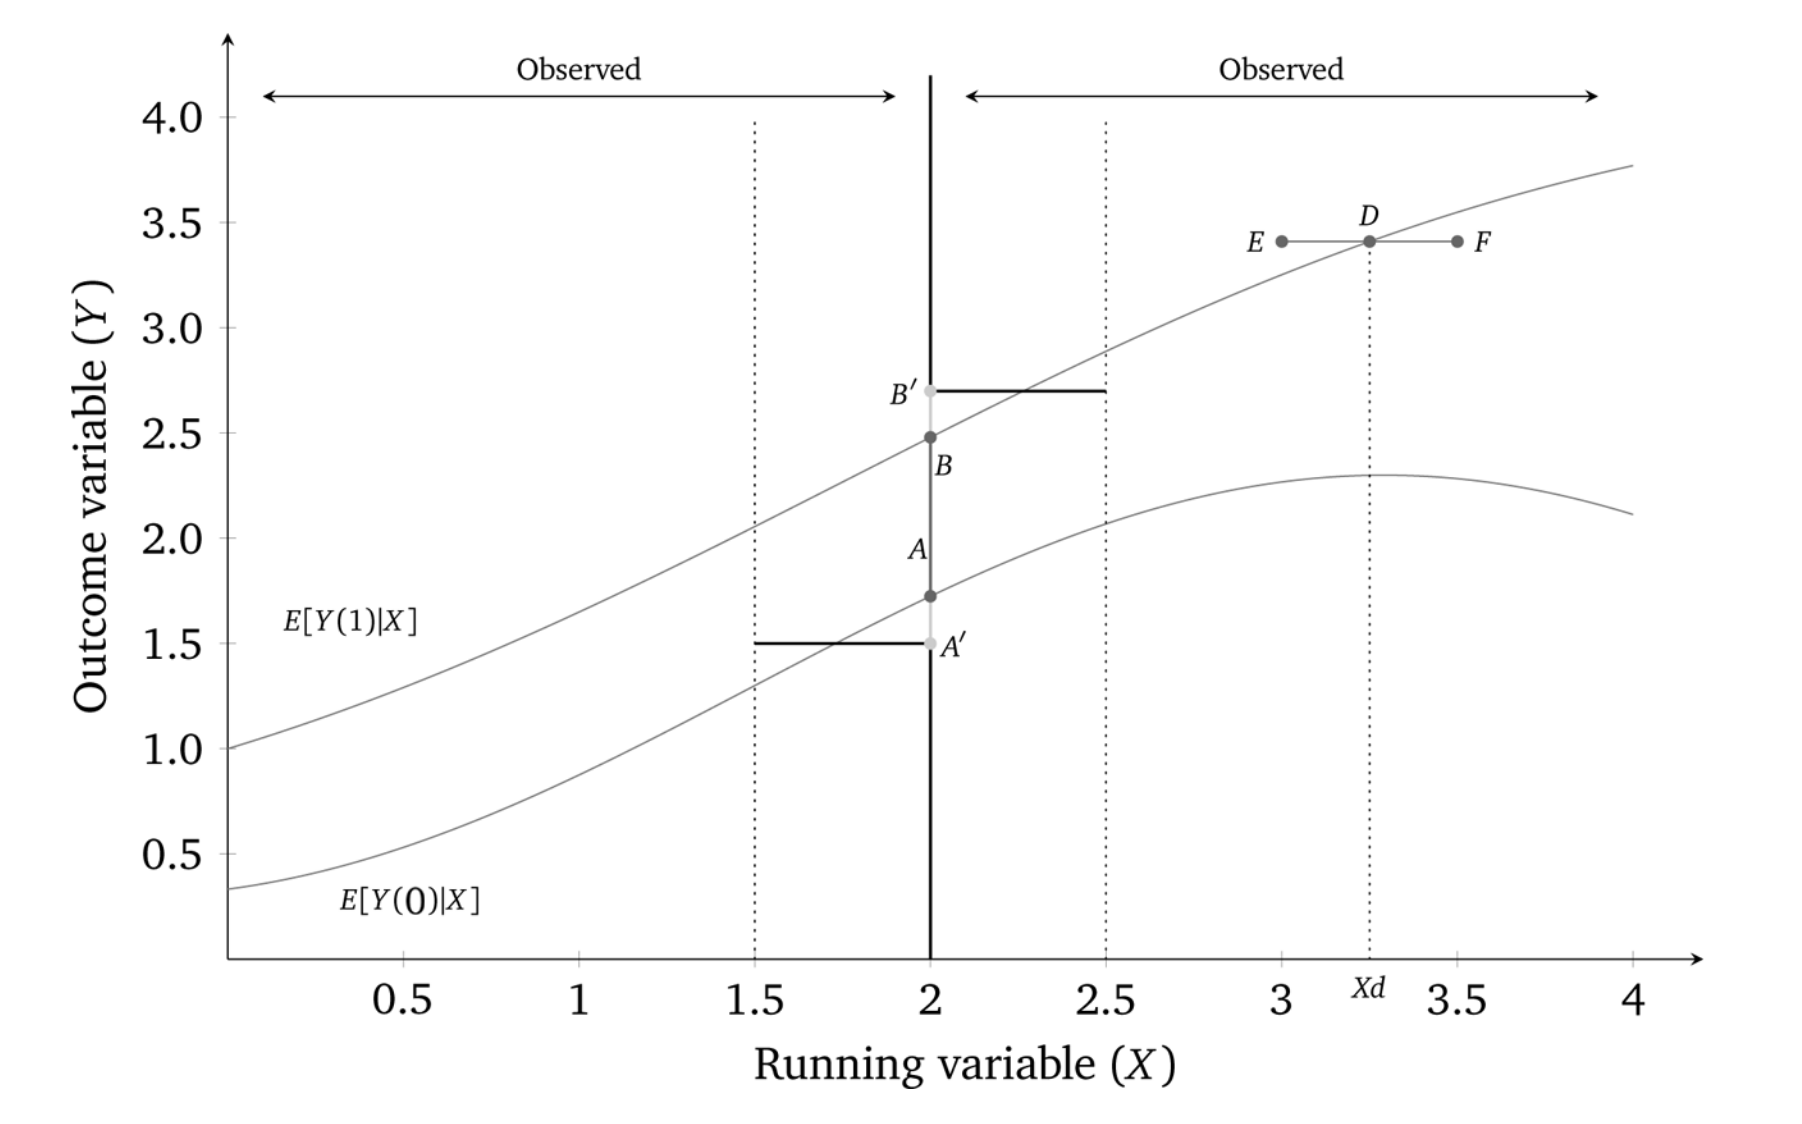 Observed
Observed
4.0
3.5
3.0
2.5
2.0
1.5
1.0
0.5
Outcome variable (Y)
D
E
F
B′
B
A
A′
E[Y(1)|X]
E[Y(0)|X]
0.5
1
1.5
2
2.5
3
Xd
3.5
4
Running variable (X)